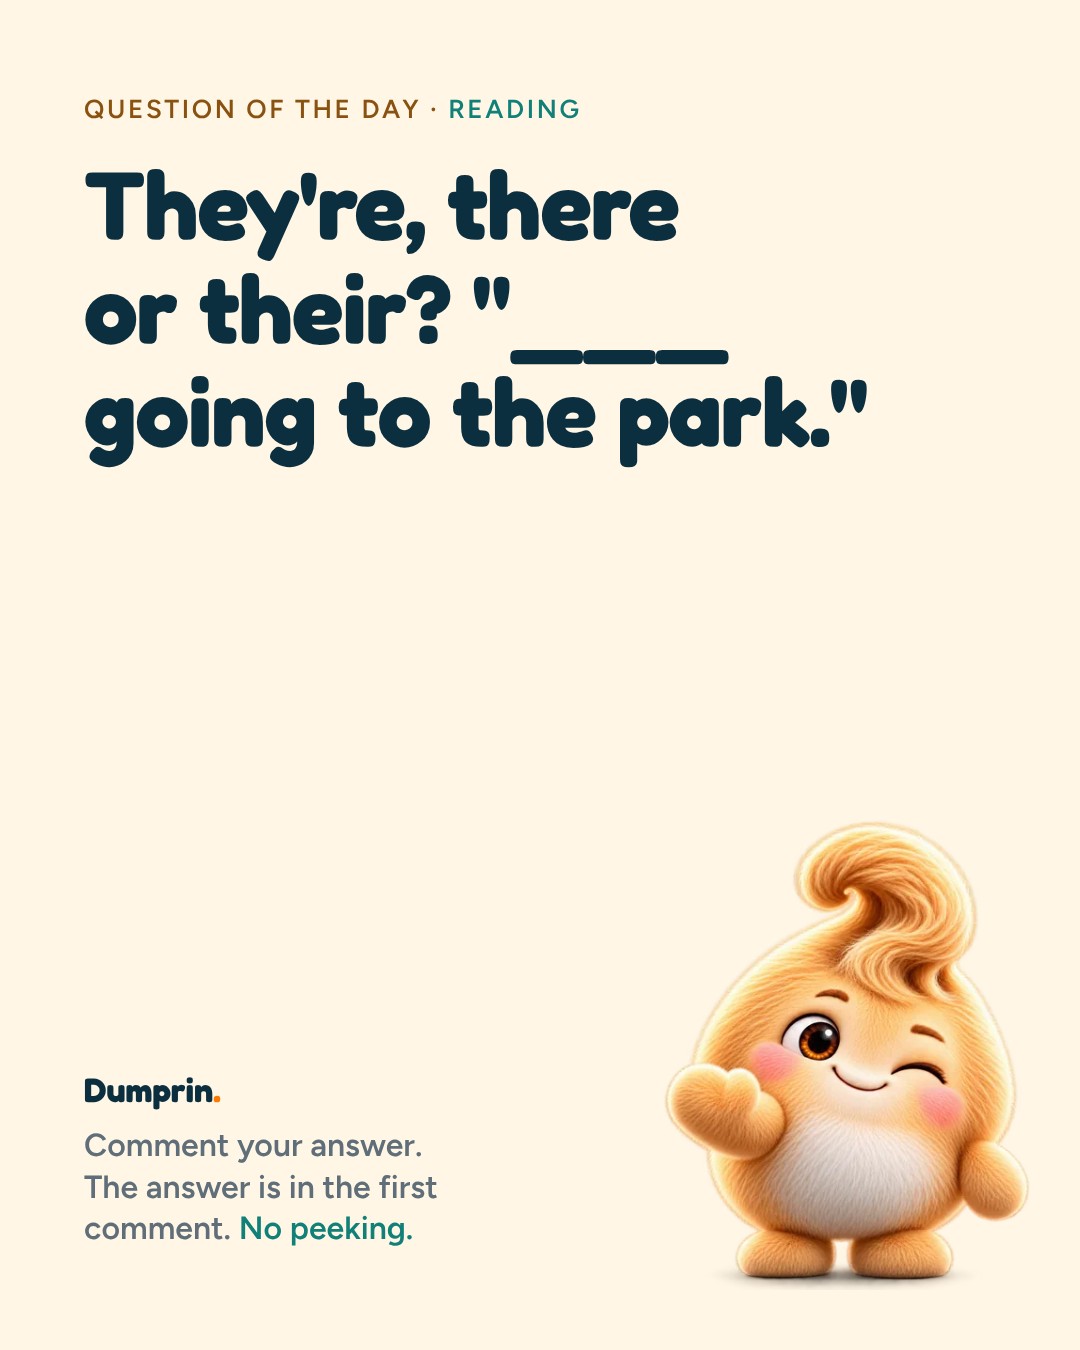 QUESTION OF THE DAY · READING
They're, there
or their? "___
going to the park."
Dumprin.
Comment your answer.
The answer is in the first
comment. No peeking.